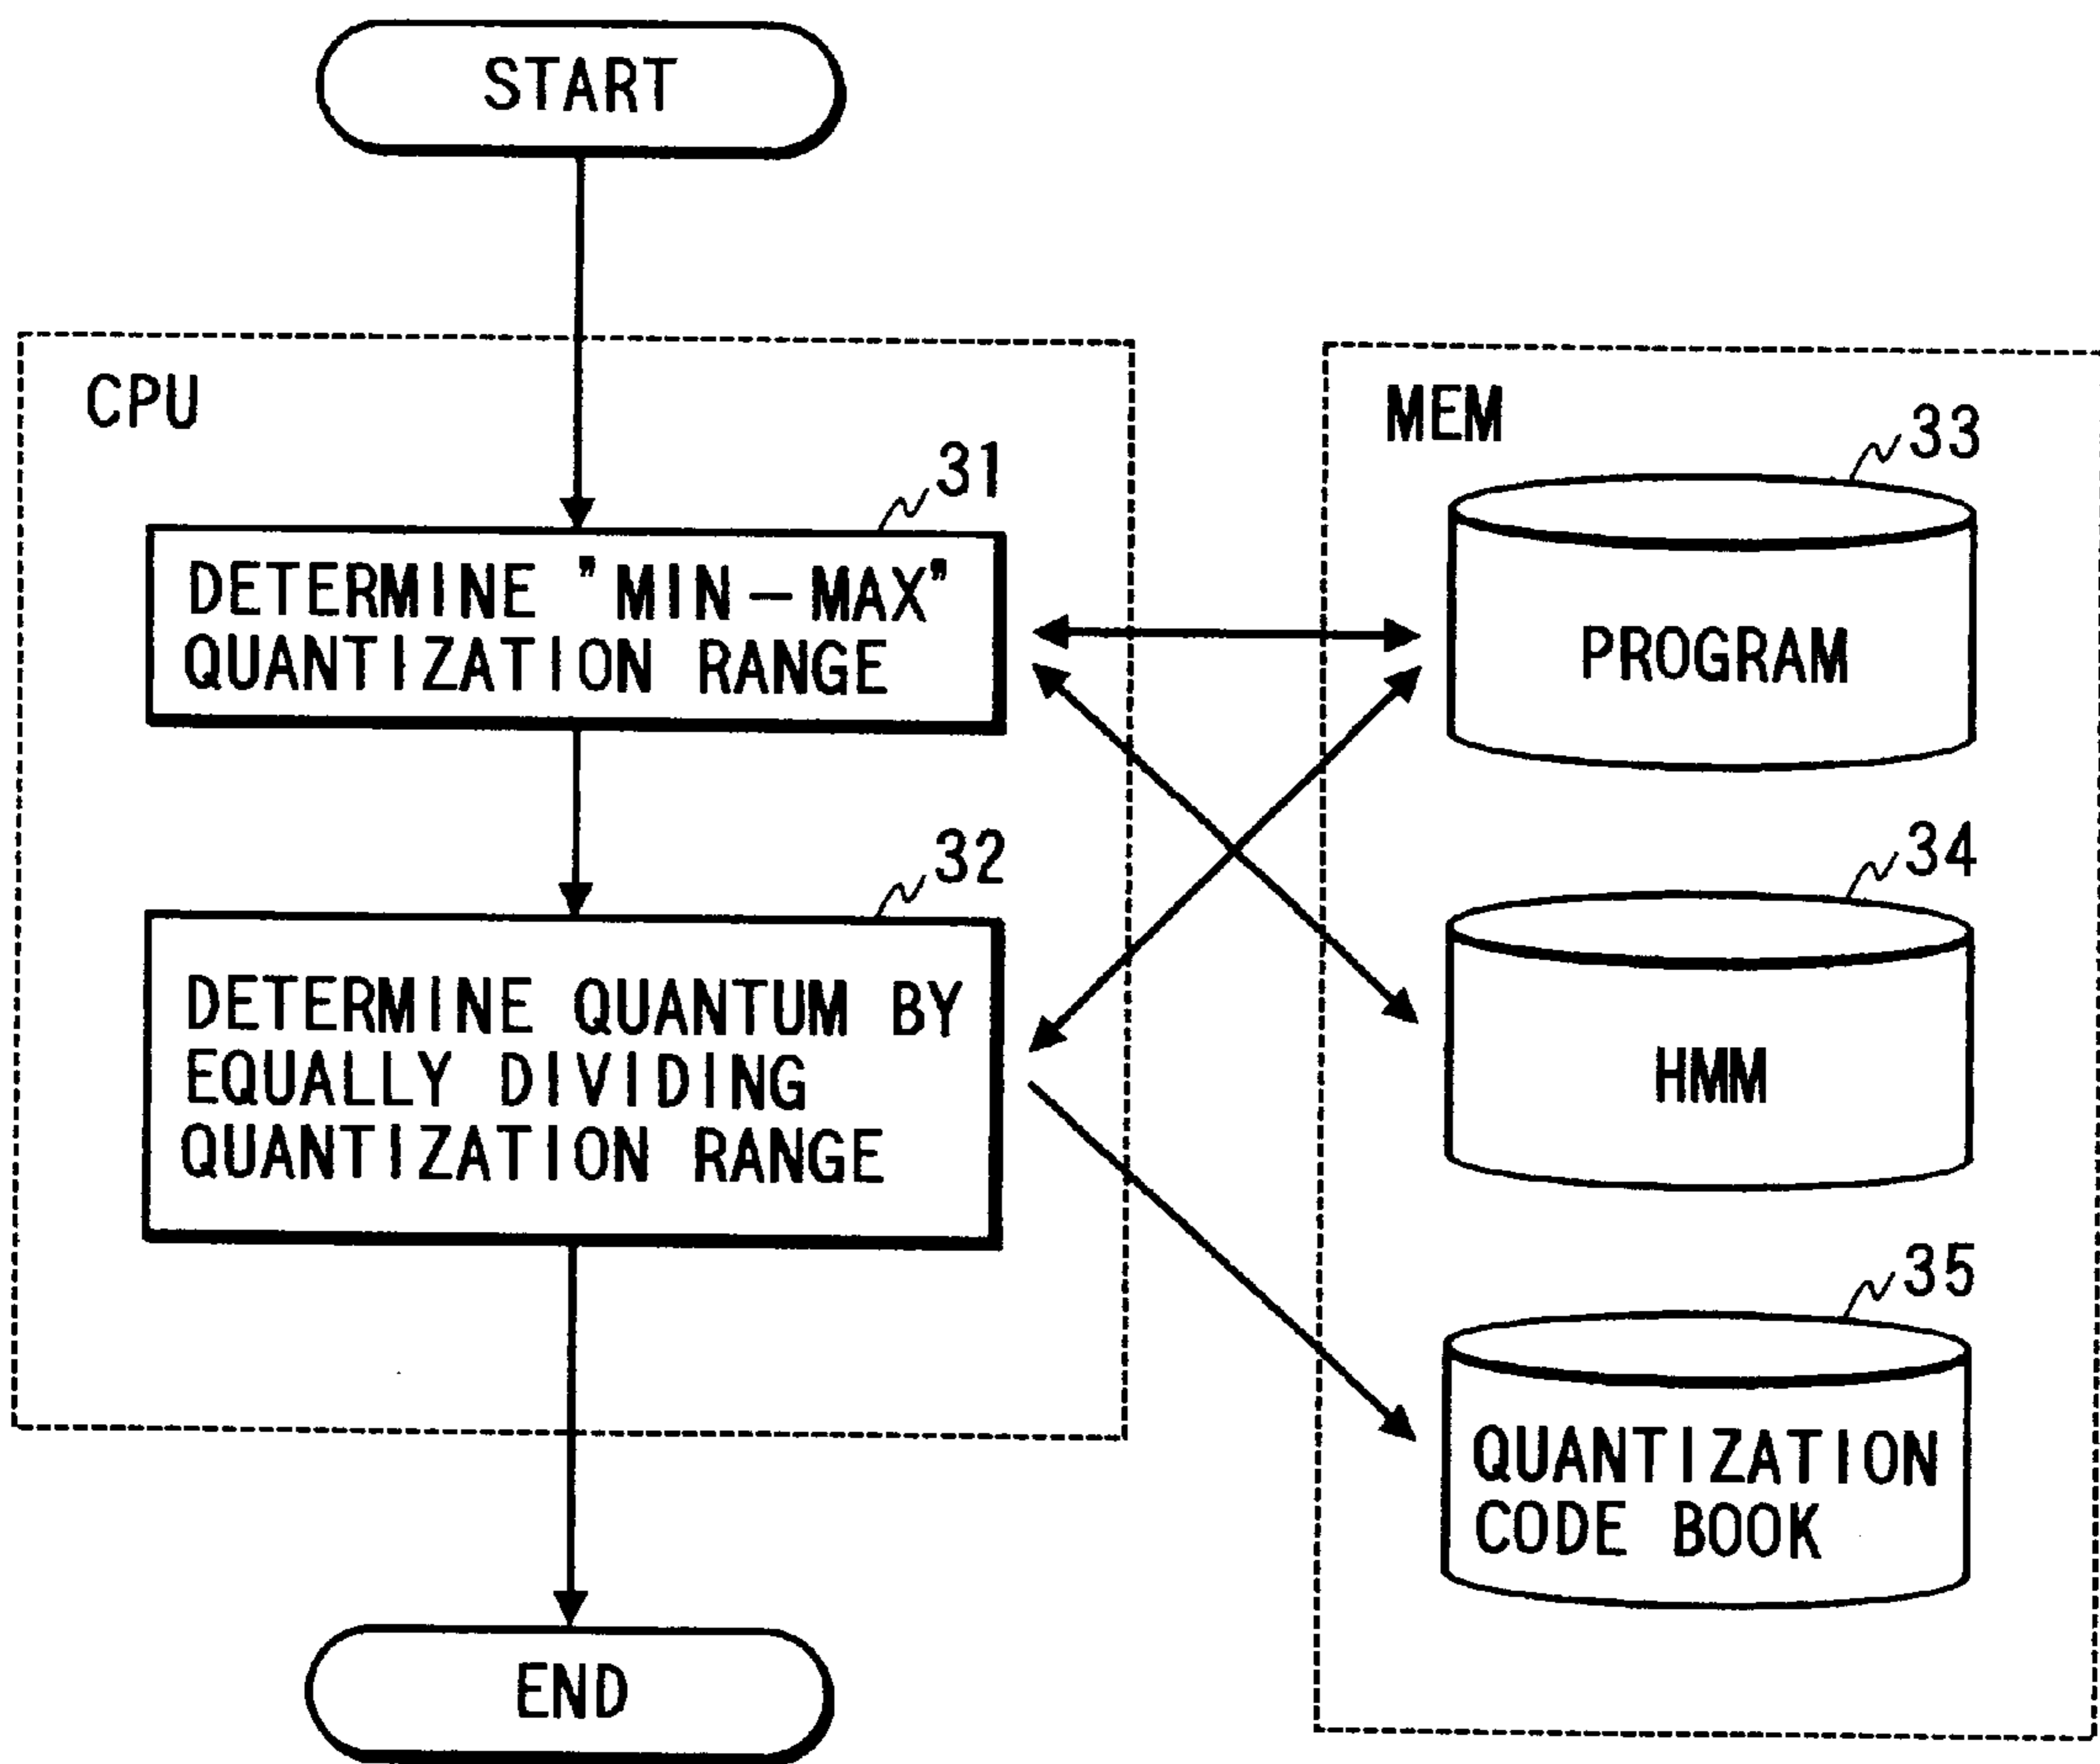 START
CPU
31
DETERMINE "MIN-MAX"
QUANTIZATION RANGE
32
DETERMINE QUANTUM BY
EQUALLY DIVIDING
QUANTIZATION RANGE
END
MEM
33
PROGRAM
34
HMM
35
QUANTIZATION
CODE BOOK